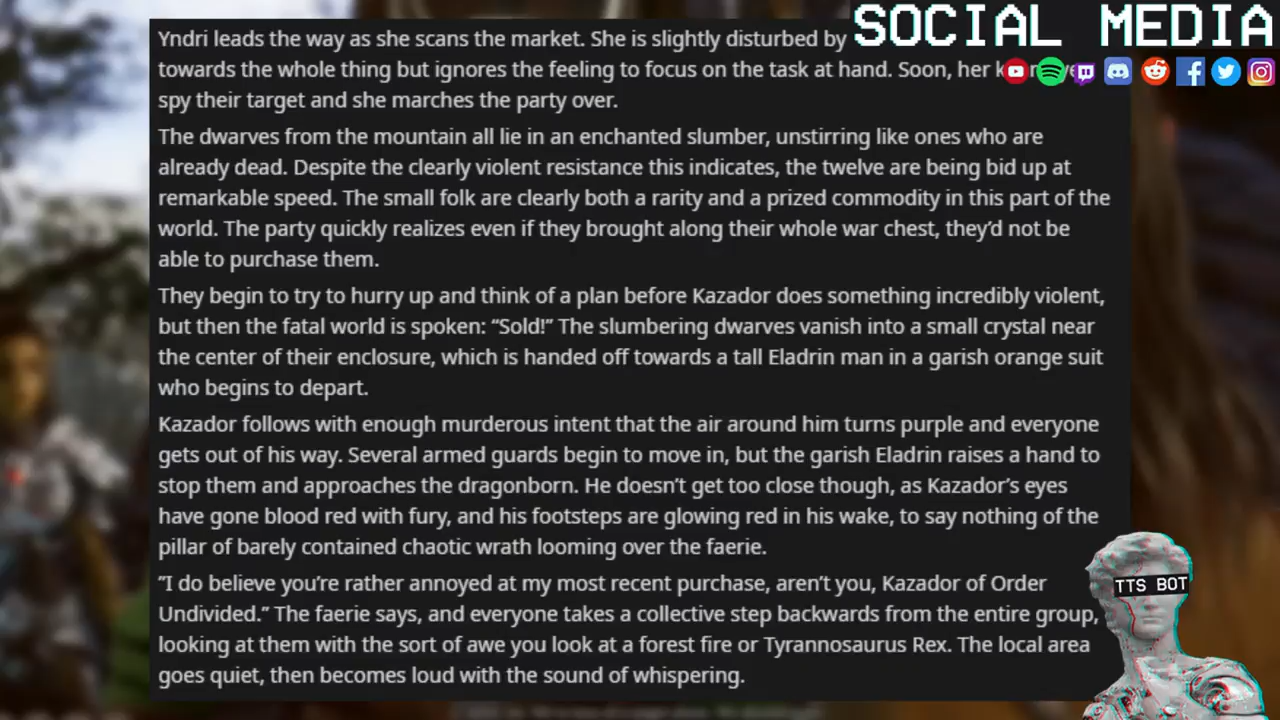 SOCIAL MEDIA
Yndri leads the way as she scans the market. She is slightly disturbed by
towards the whole thing but ignores the feeling to focus on the task at hand. Soon, her
spy their target and she marches the party over.
The dwarves from the mountain all lie in an enchanted slumber, unstirring like ones who are
already dead. Despite the clearly violent resistance this indicates, the twelve are being bid up at
remarkable speed. The small folk are clearly both a rarity and a prized commodity in this part of the
world. The party quickly realizes even if they brought along their whole war chest, they'd not be
able to purchase them.
They begin to try to hurry up and think of a plan before Kazador does something incredibly violent,
but then the fatal world is spoken: “Sold!” The slumbering dwarves vanish into a small crystal near
the center of their enclosure, which is handed off towards a tall Eladrin man in a garish orange suit
who begins to depart.
Kazador follows with enough murderous intent that the air around him turns purple and everyone
gets out of his way. Several armed guards begin to move in, but the garish Eladrin raises a hand to
stop them and approaches the dragonborn. He doesn't get too close though, as Kazador's eyes
have gone blood red with fury, and his footsteps are glowing red in his wake, to say nothing of the
pillar of barely contained chaotic wrath looming over the faerie.
”I do believe you're rather annoyed at my most recent purchase, aren't you, Kazador of Order
Undivided.” The faerie says, and everyone takes a collective step backwards from the entire group,
looking at them with the sort of awe you look at a forest fire or Tyrannosaurus Rex. The local area
goes quiet, then becomes loud with the sound of whispering.
TTS BOT